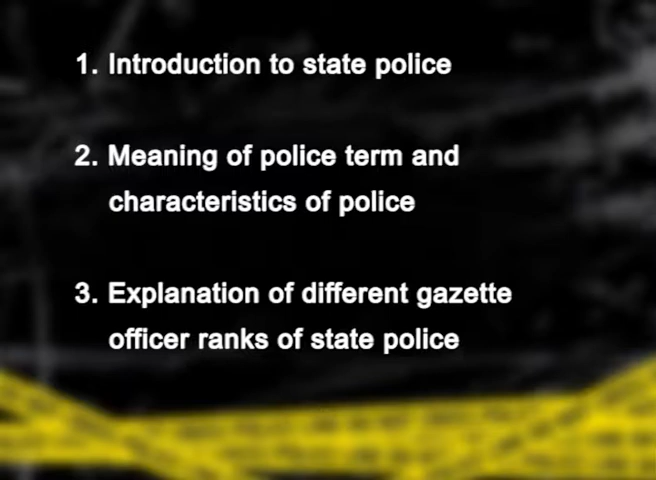 1. Introduction to state police
2. Meaning of police term and
characteristics of police
3. Explanation of different gazette
officer ranks of state police